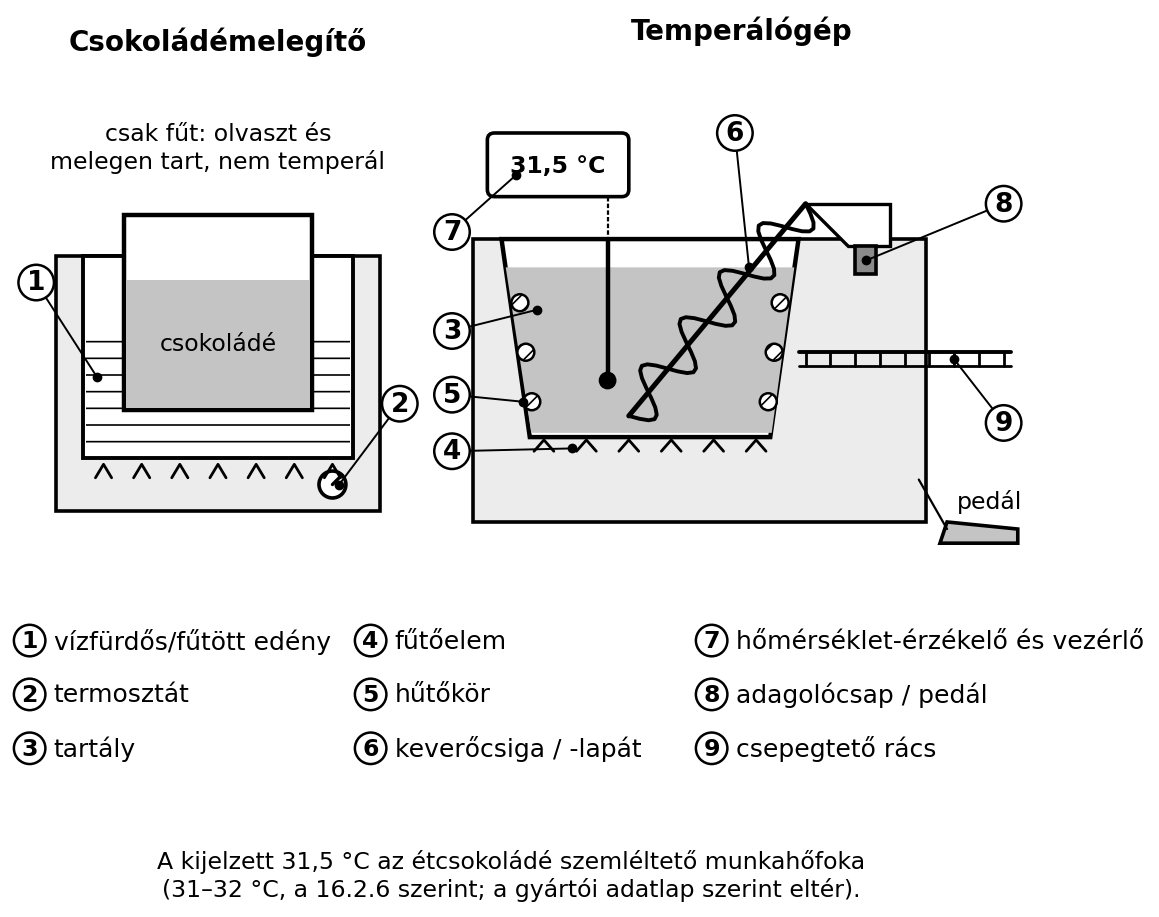 Csokoládémelegítő
Temperálógép
csak fűt: olvaszt és
melegen tart, nem temperál
31,5 °C
6
7
8
1
csokoládé
3
5
2
4
9
pedál
1 vízfürdős/fűtött edény
2 termosztát
3 tartály
4 fűtőelem
5 hűtőkör
6 keverőcsiga / -lapát
7 hőmérséklet-érzékelő és vezérlő
8 adagolócsap / pedál
9 csepegtető rács
A kijelzett 31,5 °C az étcsokoládé szemléltető munkahőfoka
(31–32 °C, a 16.2.6 szerint; a gyártói adatlap szerint eltér).